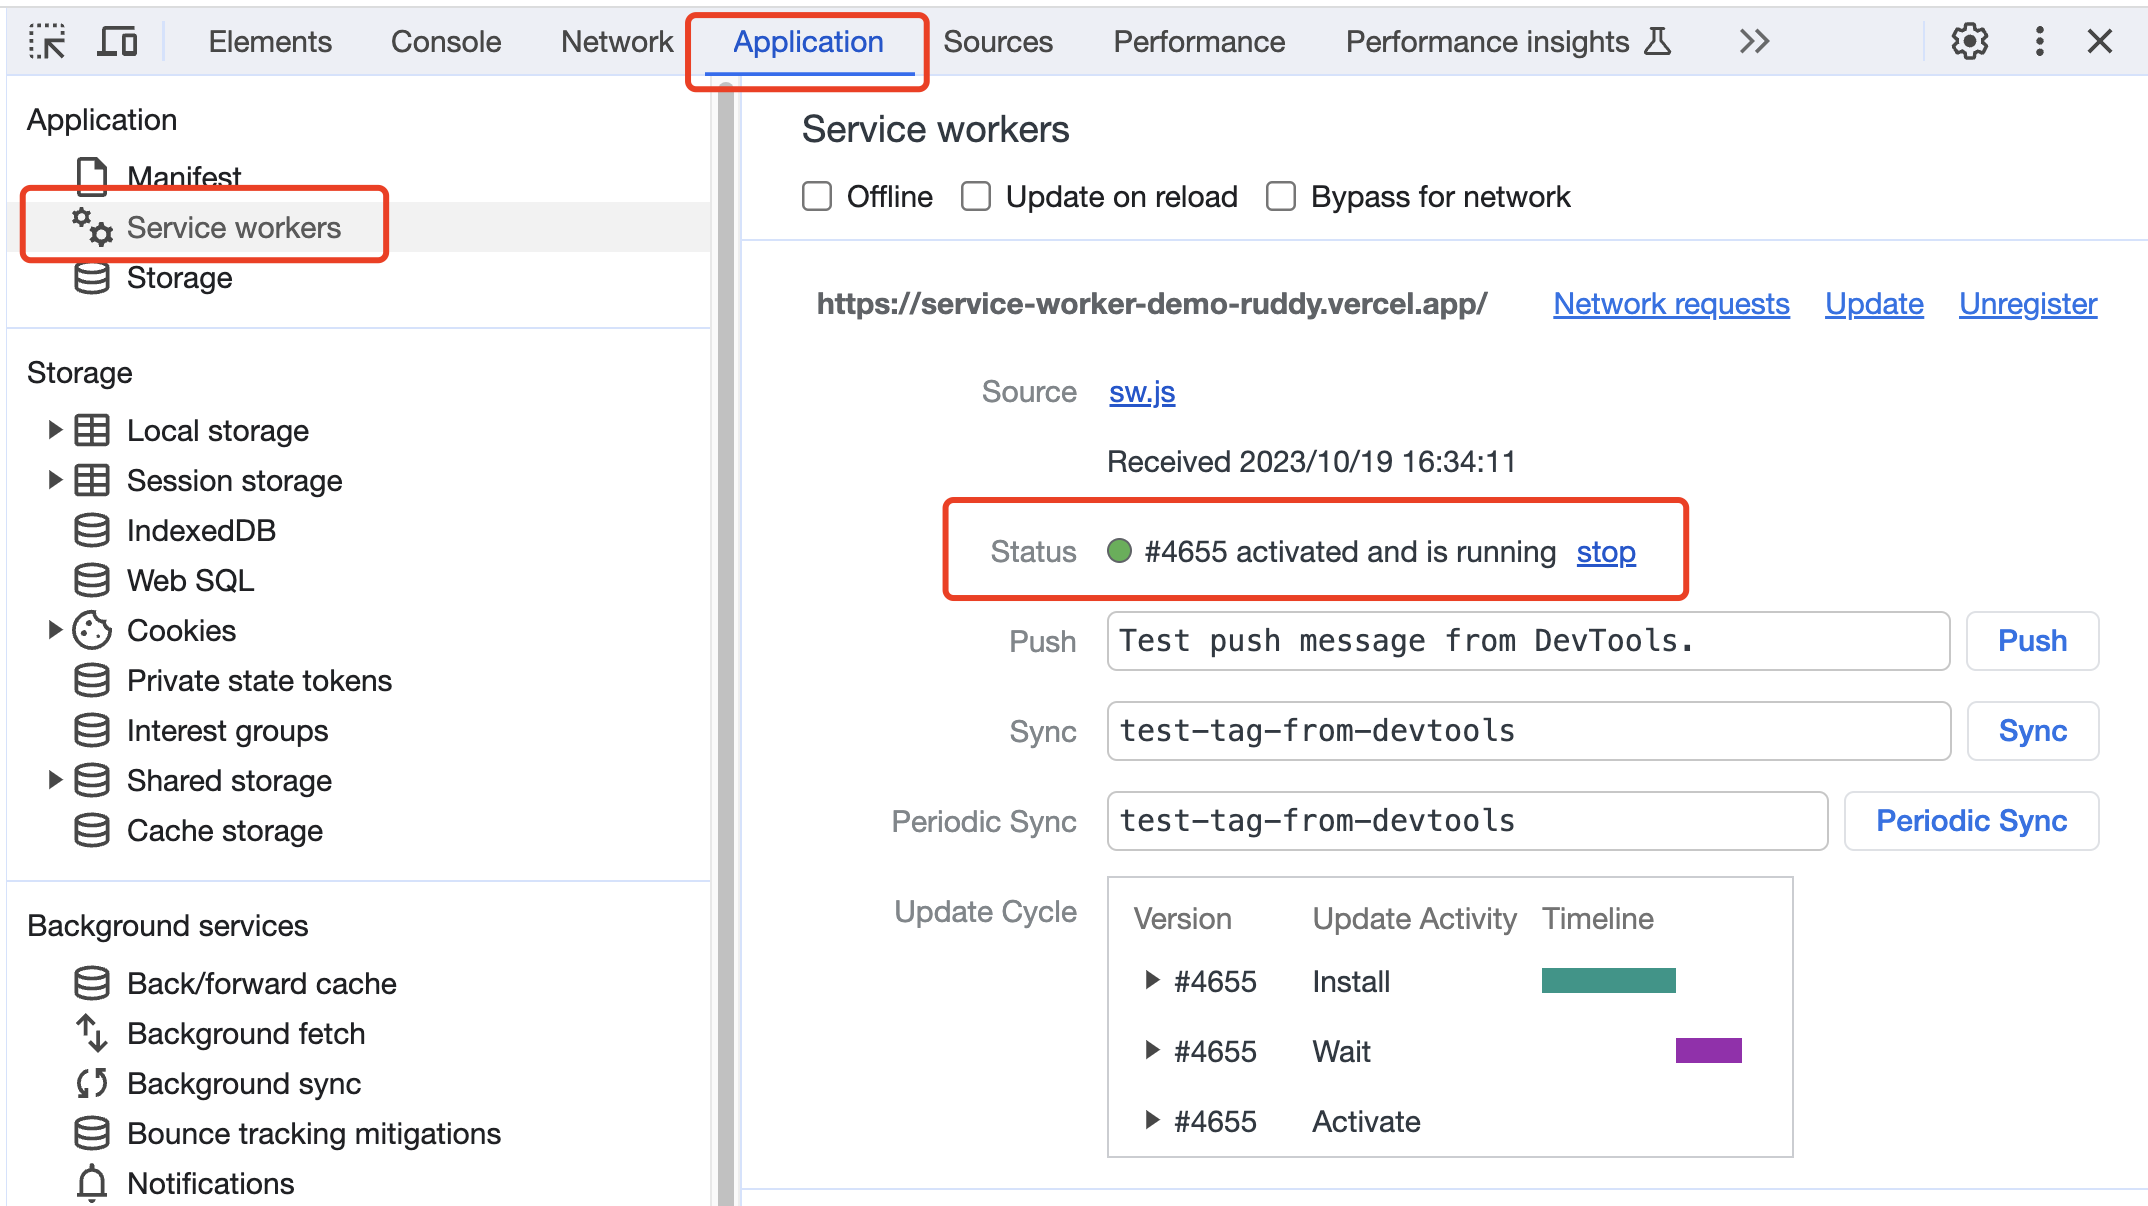 Elements Console Network Application Sources Performance Performance insights
Application
Manifest
Service workers
Storage
Storage
Local storage
Session storage
IndexedDB
Web SQL
Cookies
Private state tokens
Interest groups
Shared storage
Cache storage
Background services
Back/forward cache
Background fetch
Background sync
Bounce tracking mitigations
Notifications
Service workers
Offline Update on reload Bypass for network
https://service-worker-demo-ruddy.vercel.app/ Network requests Update Unregister
Source sw.js
Received 2023/10/19 16:34:11
Status #4655 activated and is running stop
Push Test push message from DevTools. Push
Sync test-tag-from-devtools Sync
Periodic Sync test-tag-from-devtools Periodic Sync
Update Cycle Version Update Activity Timeline
#4655 Install
#4655 Wait
#4655 Activate